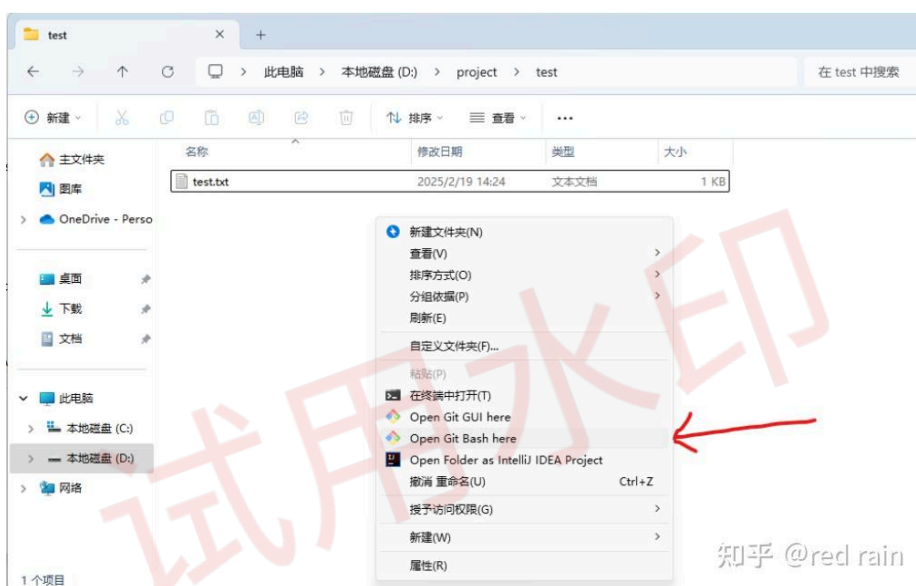 test
此电脑 > 本地磁盘 (D:) > project > test
在 test 中搜索
新建
排序
查看
名称
修改日期
类型
大小
test.txt
2025/2/19 14:24
文本文档
1 KB
主文件夹
图库
OneDrive - Perso
桌面
下载
文档
此电脑
本地磁盘 (C:)
本地磁盘 (D:)
网络
1 个项目
新建文件夹(N)
查看(V)
排序方式(O)
分组依据(P)
刷新(E)
自定义文件夹(F)...
粘贴(P)
在终端中打开(T)
Open Git GUI here
Open Git Bash here
Open Folder as IntelliJ IDEA Project
撤消 重命名(U) Ctrl+Z
授予访问权限(G)
新建(W)
属性(R)
试用水印
知乎 @red rain